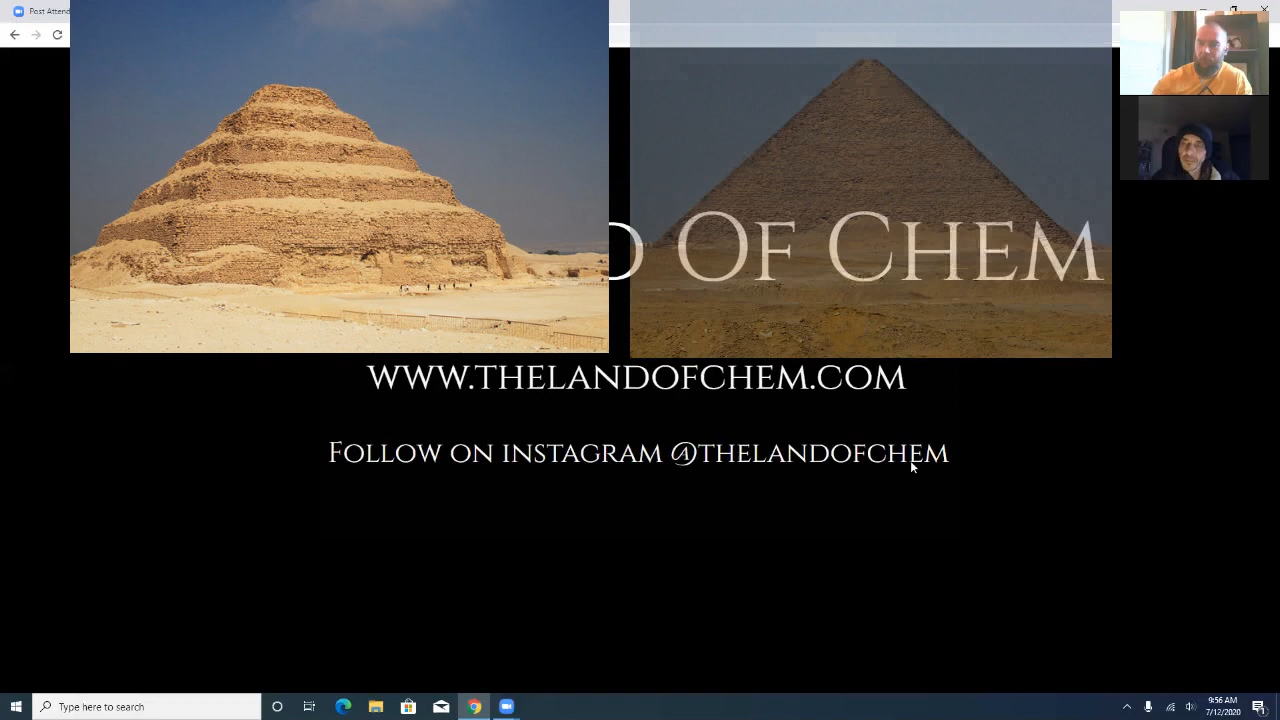 Post Attend
D OF CHEM
WWW.THELANDOFCHEM.COM
FOLLOW ON INSTAGRAM @THELANDOFCHEM
Type here to search
9:56 AM
7/12/2020